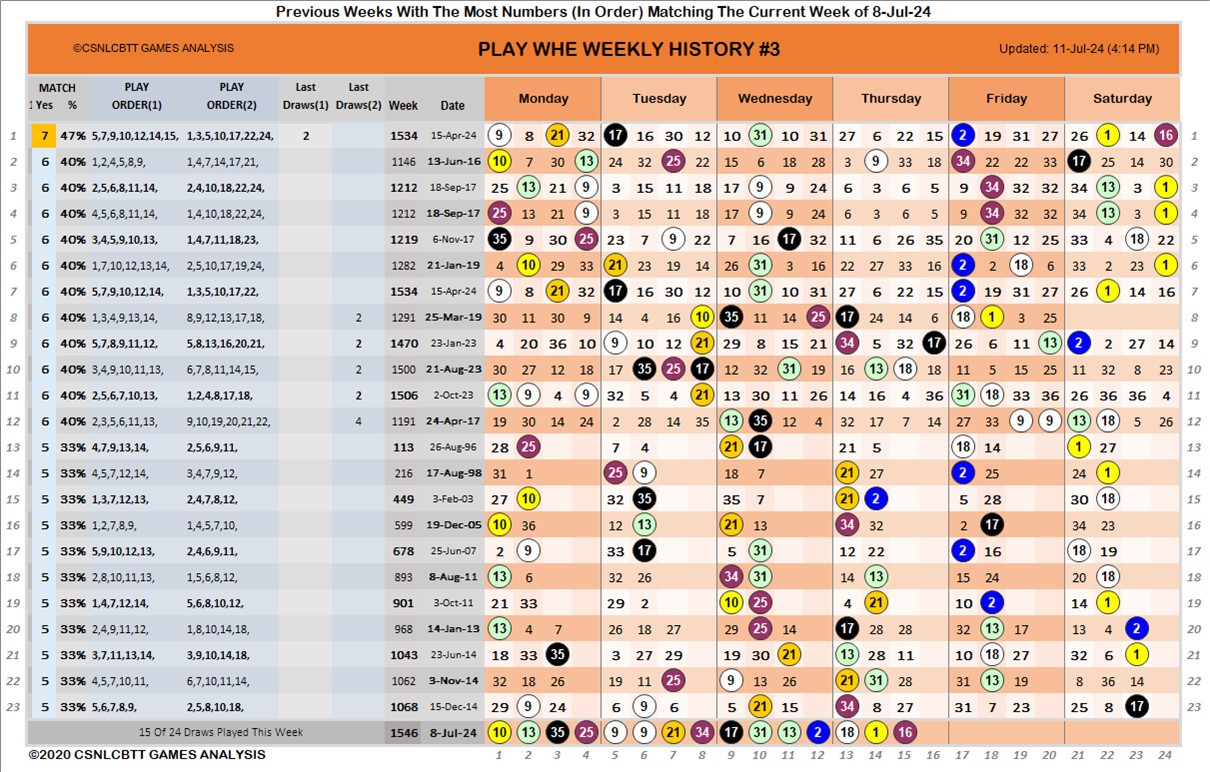 Previous Weeks With The Most Numbers (In Order) Matching The Current Week of 8-Jul-24
©CSNLCBTT GAMES ANALYSIS PLAY WHE WEEKLY HISTORY #3 Updated: 11-Jul-24 (4:14 PM)
MATCH PLAY PLAY Last Last
1 Yes % ORDER(1) ORDER(2) Draws(1) Draws(2) Week Date Monday Tuesday Wednesday Thursday Friday Saturday
1 7 47% 5,7,9,10,12,14,15, 1,3,5,10,17,22,24, 2 1534 15-Apr-24 9 8 21 32 17 16 30 12 10 31 10 31 27 6 22 15 2 19 31 27 26 1 14 16 1
2 6 40% 1,2,4,5,8,9, 1,4,7,14,17,21, 1146 13-Jun-16 10 7 30 13 24 32 25 22 15 6 18 28 3 9 33 18 34 22 22 33 17 25 14 30 2
3 6 40% 2,5,6,8,11,14, 2,4,10,18,22,24, 1212 18-Sep-17 25 13 21 9 3 15 11 18 17 9 9 24 6 3 6 5 9 34 32 32 34 13 3 1 3
4 6 40% 4,5,6,8,11,14, 1,4,10,18,22,24, 1212 18-Sep-17 25 13 21 9 3 15 11 18 17 9 9 24 6 3 6 5 9 34 32 32 34 13 3 1 4
5 6 40% 3,4,5,9,10,13, 1,4,7,11,18,23, 1219 6-Nov-17 35 9 30 25 23 7 9 22 7 16 17 32 11 6 26 35 20 31 12 25 33 4 18 22 5
6 6 40% 1,7,10,12,13,14, 2,5,10,17,19,24, 1282 21-Jan-19 4 10 29 33 21 23 19 14 26 31 3 16 22 27 33 16 2 2 18 6 33 2 23 1 6
7 6 40% 5,7,9,10,12,14, 1,3,5,10,17,22, 1534 15-Apr-24 9 8 21 32 17 16 30 12 10 31 10 31 27 6 22 15 2 19 31 27 26 1 14 16 7
8 6 40% 1,3,4,9,13,14, 8,9,12,13,17,18, 2 1291 25-Mar-19 30 11 30 9 14 4 16 10 35 11 14 25 17 24 14 6 18 1 3 25 8
9 6 40% 5,7,8,9,11,12, 5,8,13,16,20,21, 2 1470 23-Jan-23 4 20 36 10 9 10 12 21 29 8 15 21 34 5 32 17 26 6 11 13 2 2 27 14 9
10 6 40% 3,4,9,10,11,13, 6,7,8,11,14,15, 2 1500 21-Aug-23 30 27 12 18 17 35 25 17 12 32 31 19 16 13 18 18 11 5 15 25 11 32 8 23 10
11 6 40% 2,5,6,7,10,13, 1,2,4,8,17,18, 2 1506 2-Oct-23 13 9 4 9 32 5 4 21 13 30 11 26 14 16 4 36 31 18 33 36 26 36 36 4 11
12 6 40% 2,3,5,6,11,13, 9,10,19,20,21,22, 4 1191 24-Apr-17 19 30 14 24 2 28 14 35 13 35 12 4 32 17 7 14 27 33 9 9 13 18 5 26 12
13 5 33% 4,7,9,13,14, 2,5,6,9,11, 113 26-Aug-96 28 25 7 4 21 17 21 5 18 14 1 27 13
14 5 33% 4,5,7,12,14, 3,4,7,9,12, 216 17-Aug-98 31 1 25 9 18 7 21 27 2 25 24 1 14
15 5 33% 1,3,7,12,13, 2,4,7,8,12, 449 3-Feb-03 27 10 32 35 35 7 21 2 5 28 30 18 15
16 5 33% 1,2,7,8,9, 1,4,5,7,10, 599 19-Dec-05 10 36 12 13 21 13 34 32 2 17 34 23 16
17 5 33% 5,9,10,12,13, 2,4,6,9,11, 678 25-Jun-07 2 9 33 17 5 31 12 22 2 16 18 19 17
18 5 33% 2,8,10,11,13, 1,5,6,8,12, 893 8-Aug-11 13 6 32 26 34 31 14 13 15 24 20 18 18
19 5 33% 1,4,7,12,14, 5,6,8,10,12, 901 3-Oct-11 21 33 29 2 10 25 4 21 10 2 14 1 19
20 5 33% 2,4,9,11,12, 1,8,10,14,18, 968 14-Jan-13 13 4 7 26 18 27 29 25 14 17 28 28 32 13 17 13 4 2 20
21 5 33% 3,7,11,13,14, 3,9,10,14,18, 1043 23-Jun-14 18 33 35 3 27 29 19 30 21 13 28 11 10 18 27 32 6 1 21
22 5 33% 4,5,7,10,11, 6,7,10,11,14, 1062 3-Nov-14 32 18 26 19 11 25 9 13 26 21 31 28 31 13 19 8 36 14 22
23 5 33% 5,6,7,8,9, 2,5,8,10,18, 1068 15-Dec-14 29 9 24 6 9 6 5 21 15 34 8 27 31 7 23 25 8 17 23
15 Of 24 Draws Played This Week 1546 8-Jul-24 10 13 35 25 9 9 21 34 17 31 13 2 18 1 16
©2020 CSNLCBTT GAMES ANALYSIS 1 2 3 4 5 6 7 8 9 10 11 12 13 14 15 16 17 18 19 20 21 22 23 24